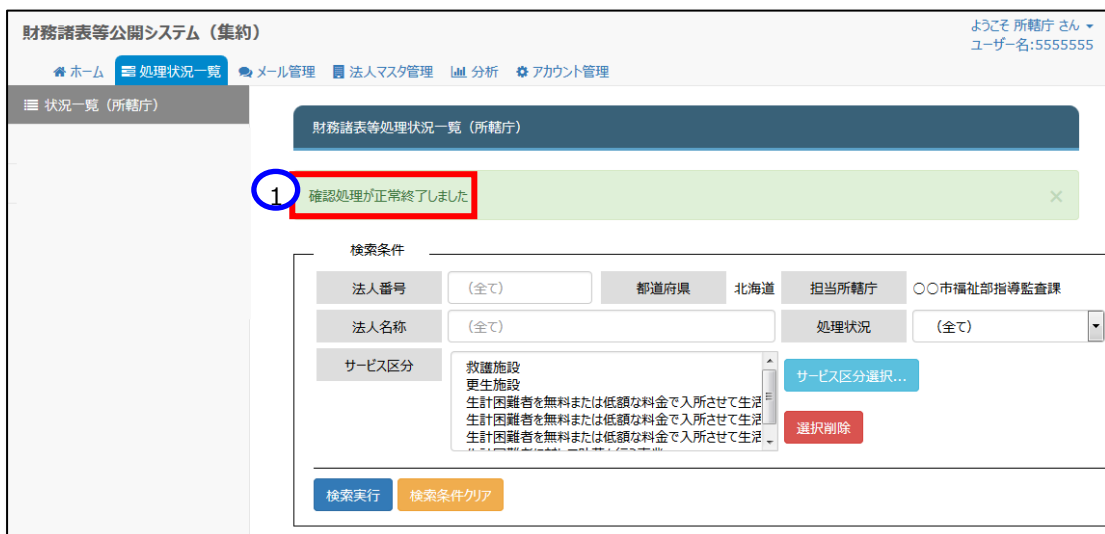 財務諸表等公開システム（集約）
ようこそ 所轄庁 さん
ユーザー名:5555555
ホーム 処理状況一覧 メール管理 法人マスタ管理 分析 アカウント管理
状況一覧（所轄庁）
財務諸表等処理状況一覧（所轄庁）
1 確認処理が正常終了しました ×
検索条件
法人番号 （全て） 都道府県 北海道 担当所轄庁 〇〇市福祉部指導監査課
法人名称 （全て） 処理状況 （全て）
サービス区分 救護施設
更生施設
サービス区分選択...
生計困難者を無料または低額な料金で入所させて生活
生計困難者を無料または低額な料金で入所させて生活
生計困難者を無料または低額な料金で入所させて生活
選択削除
検索実行 検索条件クリア